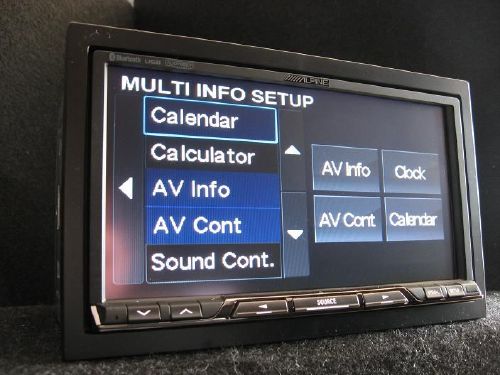 Bluetooth
ALPINE
MULTI INFO SETUP
Calendar
Calculator
AV Info
AV Cont
Sound Cont.
AV Info Clock
AV Cont Calendar
SOURCE